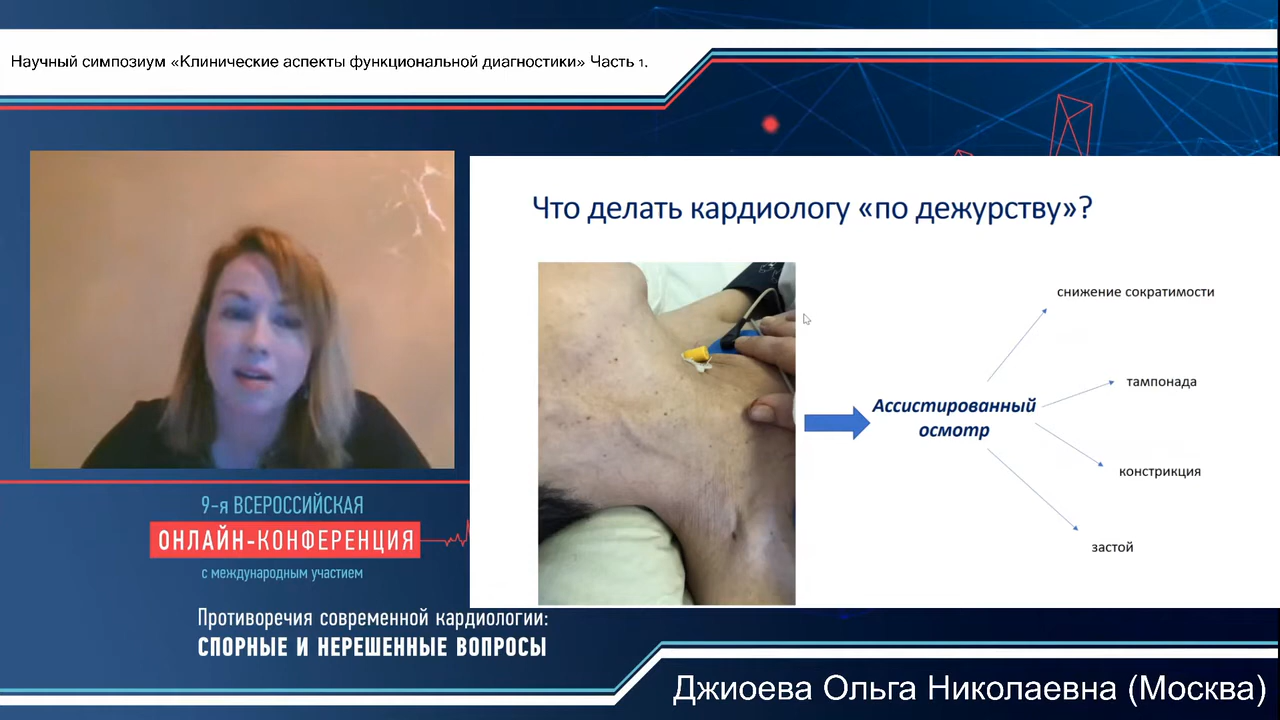 Научный симпозиум «Клинические аспекты функциональной диагностики» Часть 1.
Что делать кардиологу «по дежурству»?
Ассистированный
осмотр
снижение сократимости
тампонада
констрикция
застой
9-я ВСЕРОССИЙСКАЯ
ОНЛАЙН-КОНФЕРЕНЦИЯ
с международным участием
Противоречия современной кардиологии:
СПОРНЫЕ И НЕРЕШЕННЫЕ ВОПРОСЫ
Джиоева Ольга Николаевна (Москва)